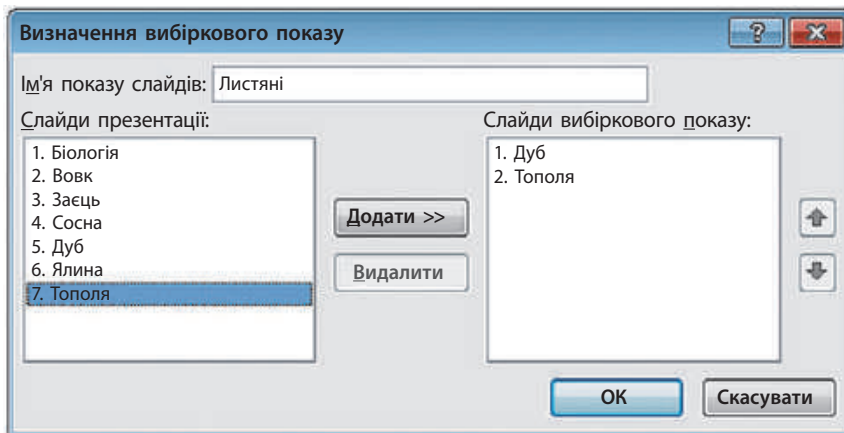 Визначення вибіркового показу
Ім'я показу слайдів: Листяні
Слайди презентації:
1. Біологія
2. Вовк
3. Заєць
4. Сосна
5. Дуб
6. Ялина
7. Тополя
Додати >>
Видалити
Слайди вибіркового показу:
1. Дуб
2. Тополя
ОК
Скасувати